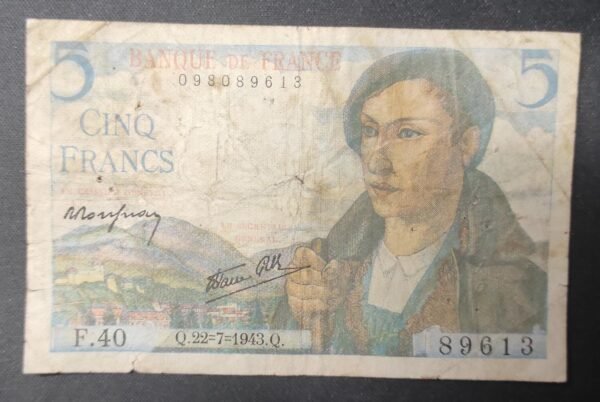 5 BANQUE DE FRANCE 5
098089613
CINQ
FRANCS
F.40 Q.22=7=1943.Q. 89613